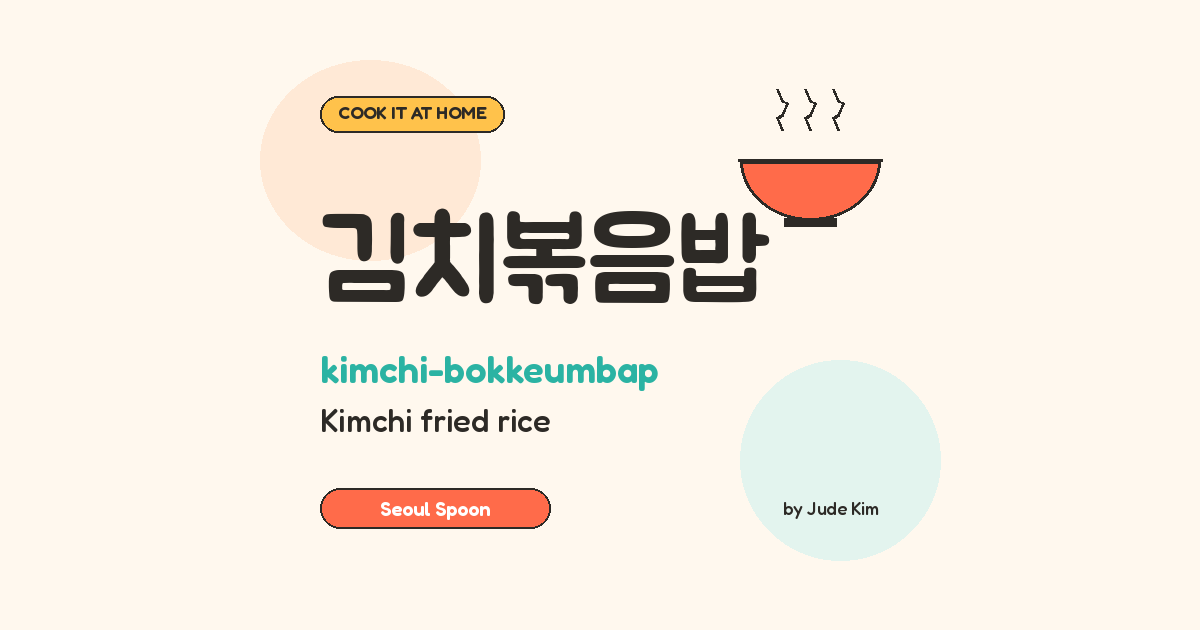 COOK IT AT HOME
김치볶음밥
kimchi-bokkeumbap
Kimchi fried rice
Seoul Spoon
by Jude Kim